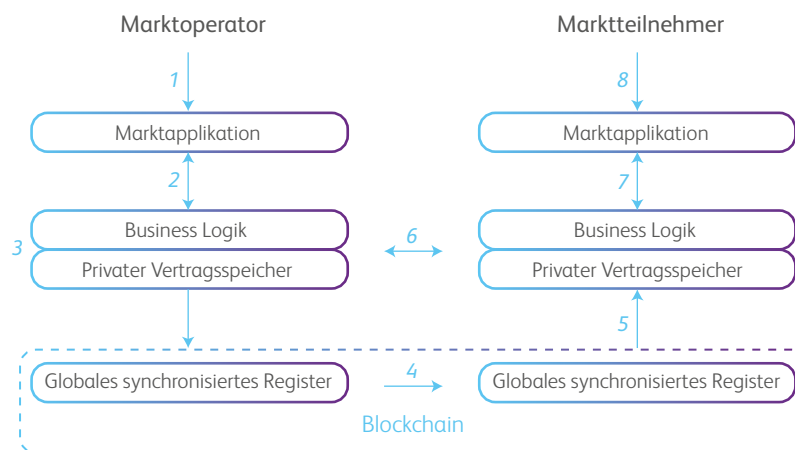 Marktoperator
Marktteilnehmer
1
8
Marktapplikation
Marktapplikation
2
7
Business Logik
Business Logik
3
6
Privater Vertragsspeicher
Privater Vertragsspeicher
5
Globales synchronisiertes Register
4
Globales synchronisiertes Register
Blockchain